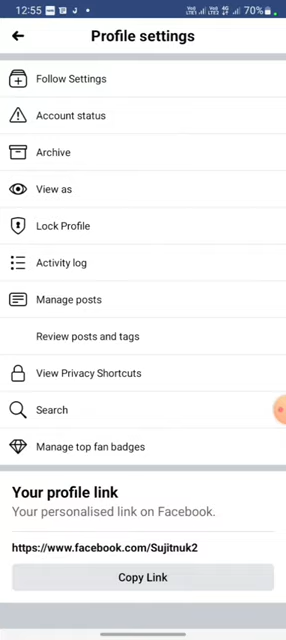 12:55 70%
Profile settings
Follow Settings
Account status
Archive
View as
Lock Profile
Activity log
Manage posts
Review posts and tags
View Privacy Shortcuts
Search
Manage top fan badges
Your profile link
Your personalised link on Facebook.
https://www.facebook.com/Sujitnuk2
Copy Link